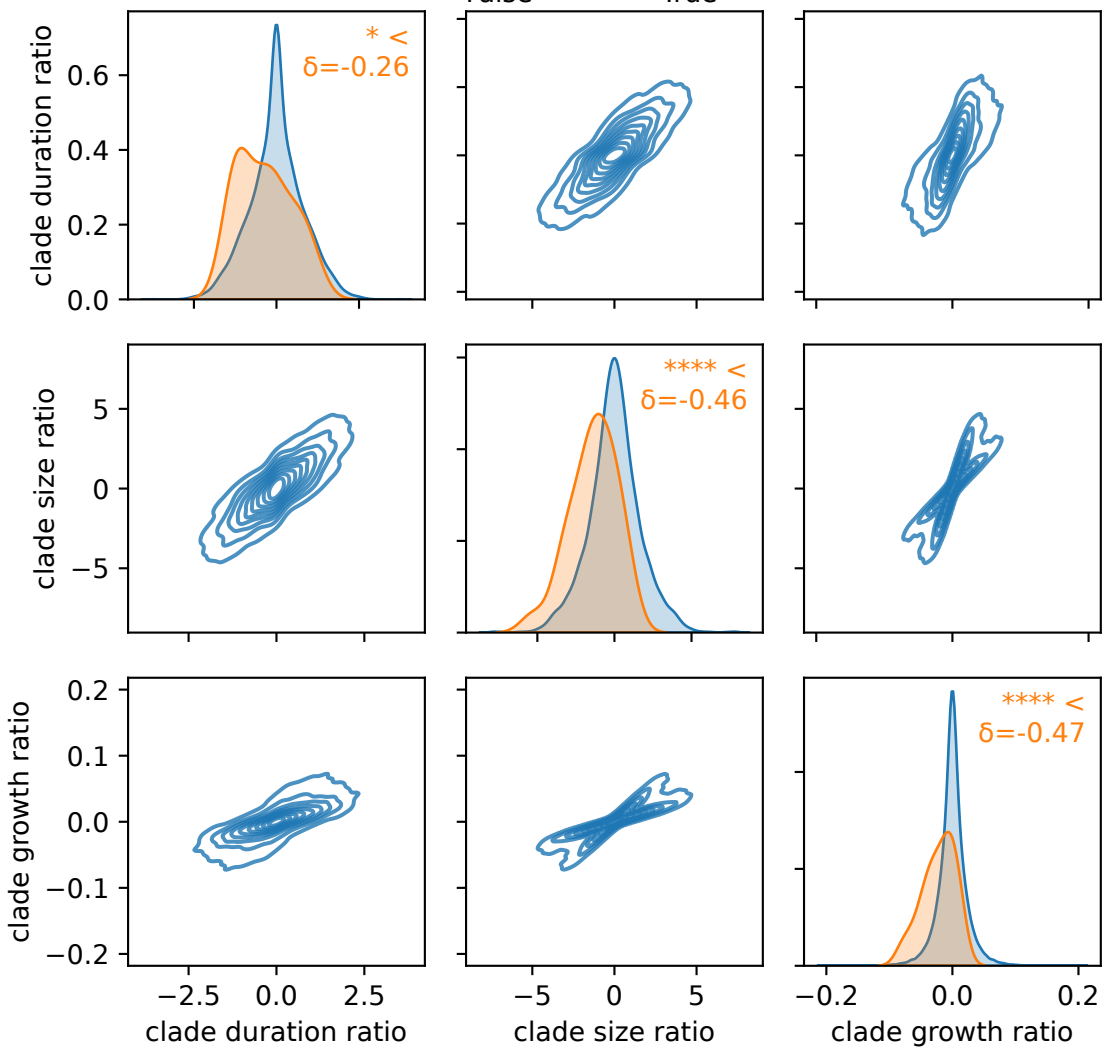 False True
clade duration ratio
0.6
0.4
0.2
0.0
* <
δ=-0.26
clade size ratio
5
0
−5
**** <
δ=-0.46
clade growth ratio
0.2
0.1
0.0
−0.1
−0.2
**** <
δ=-0.47
−2.5 0.0 2.5
−5 0 5
−0.2 0.0 0.2
clade duration ratio
clade size ratio
clade growth ratio